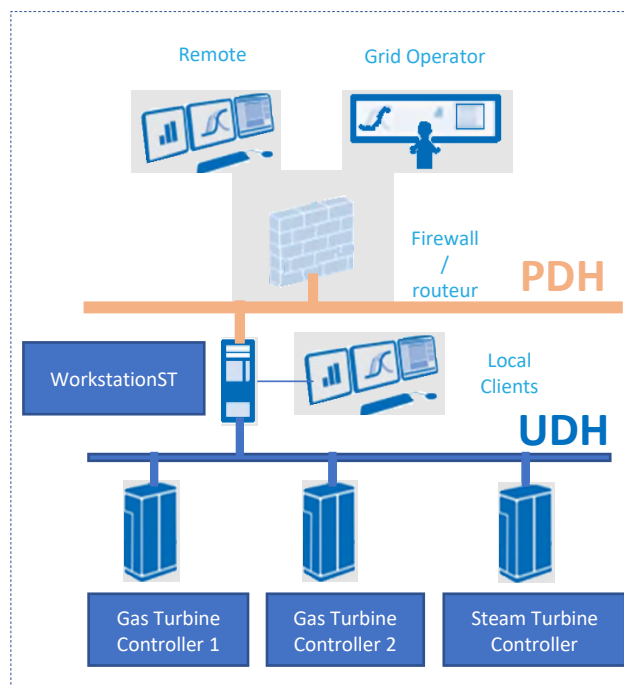 Remote
Grid Operator
Firewall
/
routeur
PDH
WorkstationST
Local
Clients
UDH
Gas Turbine
Controller 1
Gas Turbine
Controller 2
Steam Turbine
Controller